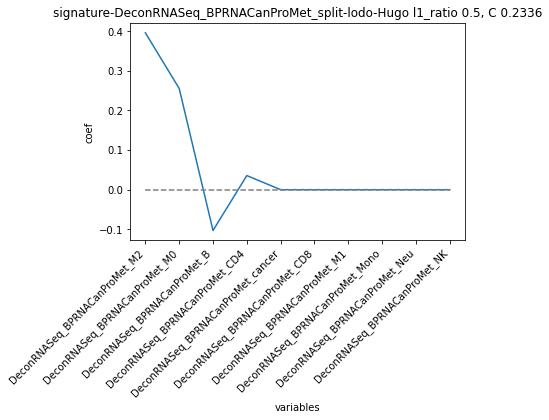 signature-DeconRNASeq_BPRNACanProMet_split-lodo-Hugo l1_ratio 0.5, C 0.2336
0.4
0.3
0.2
0.1
0.0
−0.1
coef
DeconRNASeq_BPRNACanProMet_M2
DeconRNASeq_BPRNACanProMet_M0
DeconRNASeq_BPRNACanProMet_B
DeconRNASeq_BPRNACanProMet_CD4
DeconRNASeq_BPRNACanProMet_cancer
DeconRNASeq_BPRNACanProMet_CD8
DeconRNASeq_BPRNACanProMet_M1
DeconRNASeq_BPRNACanProMet_Mono
DeconRNASeq_BPRNACanProMet_Neu
DeconRNASeq_BPRNACanProMet_NK
variables